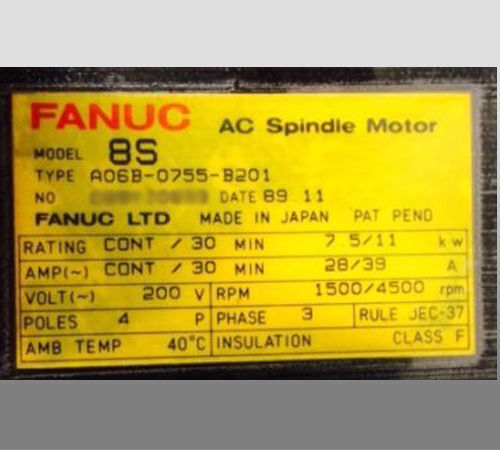 FANUC AC Spindle Motor
MODEL 8S
TYPE A06B-0755-B201
NO DATE 89.11
FANUC LTD MADE IN JAPAN PAT PEND
RATING CONT / 30 MIN 7.5/11 kw
AMP(~) CONT / 30 MIN 28/39 A
VOLT(~) 200 V RPM 1500/4500 rpm
POLES 4 P PHASE 3 RULE JEC-37
AMB TEMP 40°C INSULATION CLASS F